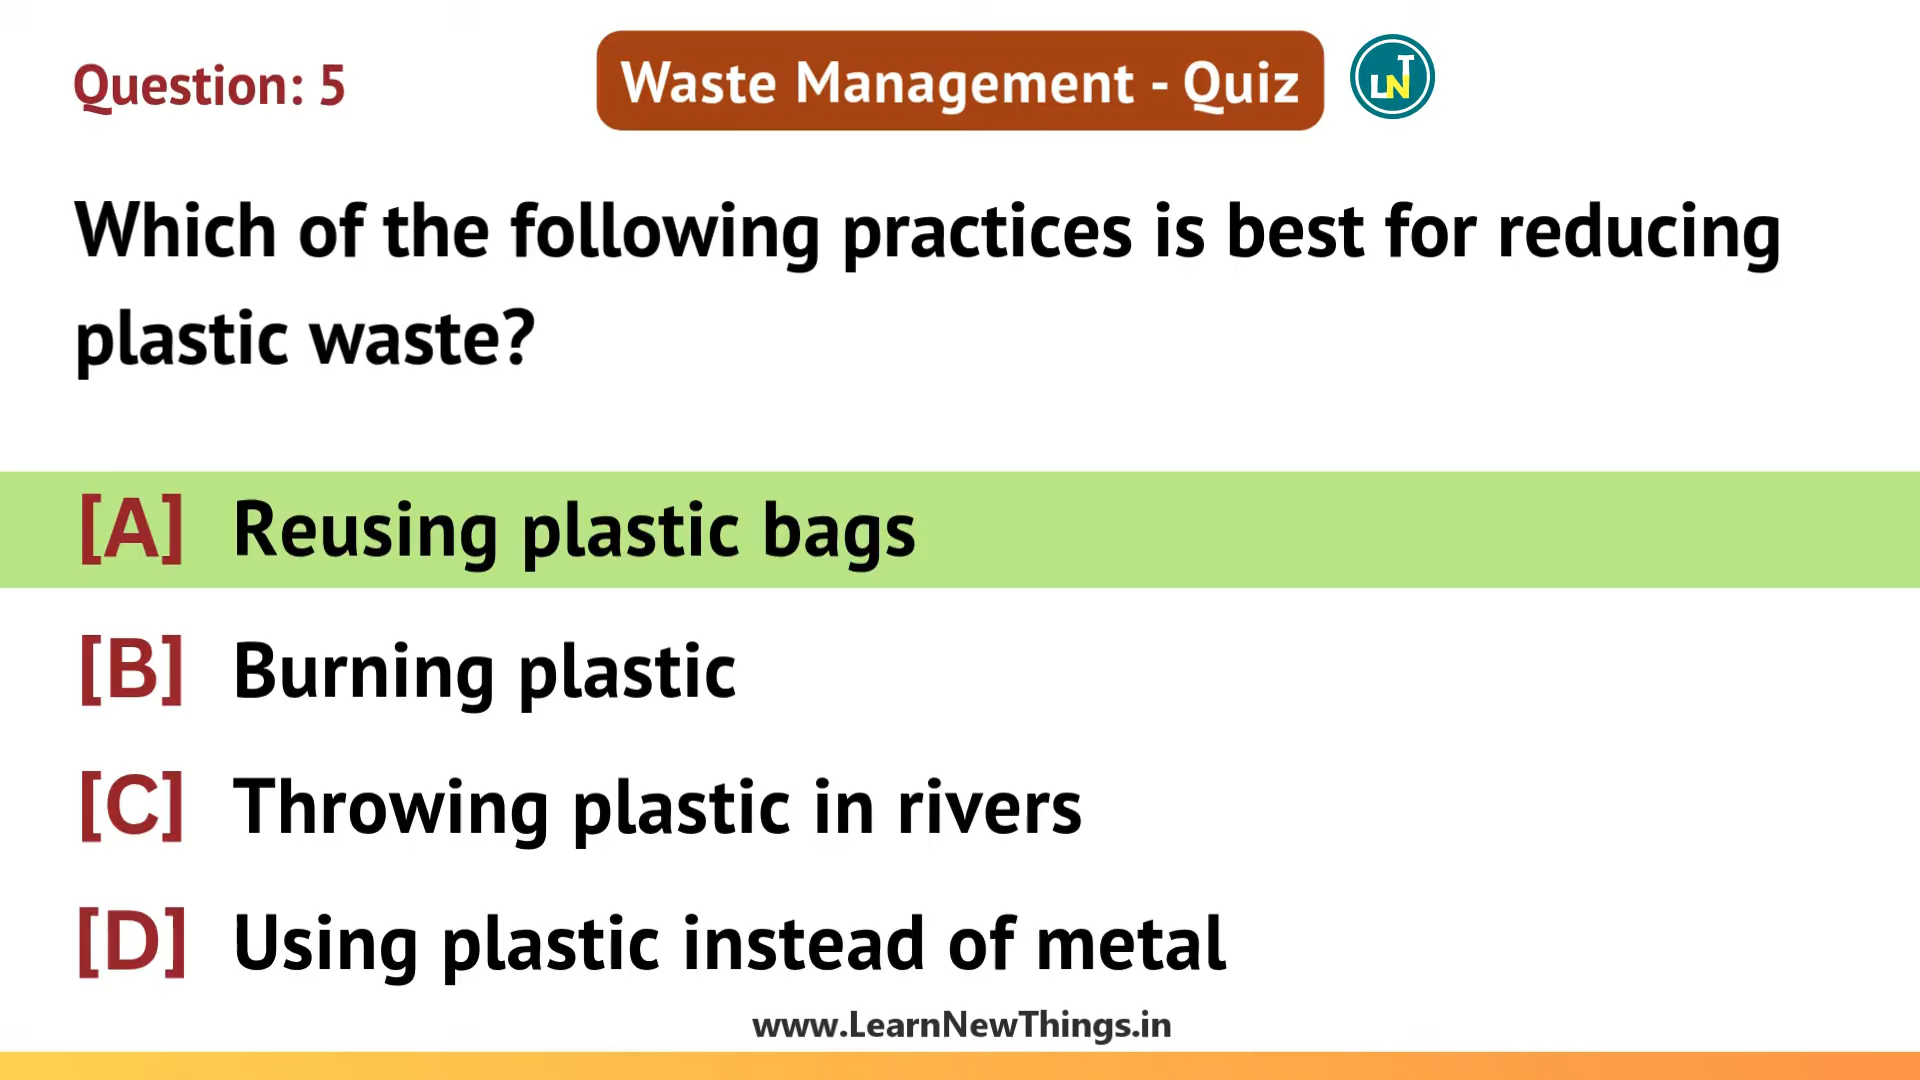 Question: 5
Waste Management - Quiz
LNT
Which of the following practices is best for reducing
plastic waste?
[A] Reusing plastic bags
[B] Burning plastic
[C] Throwing plastic in rivers
[D] Using plastic instead of metal
www.LearnNewThings.in